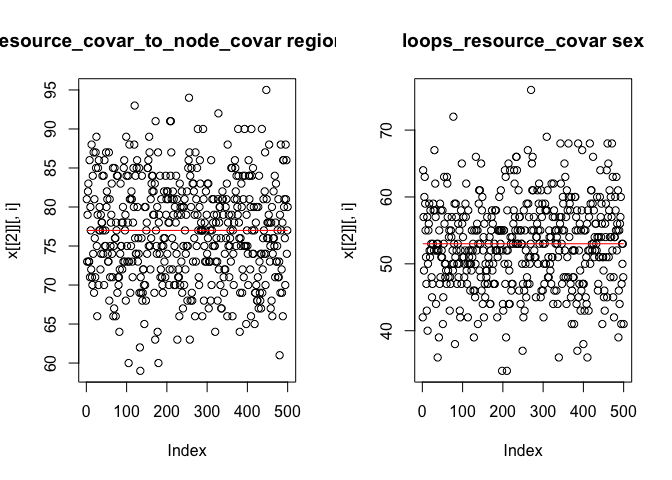 esource_covar_to_node_covar region
x[[2]][, i]
95
90
85
80
75
70
65
60
0 100 200 300 400 500
Index
loops_resource_covar sex
x[[2]][, i]
70
60
50
40
0 100 200 300 400 500
Index